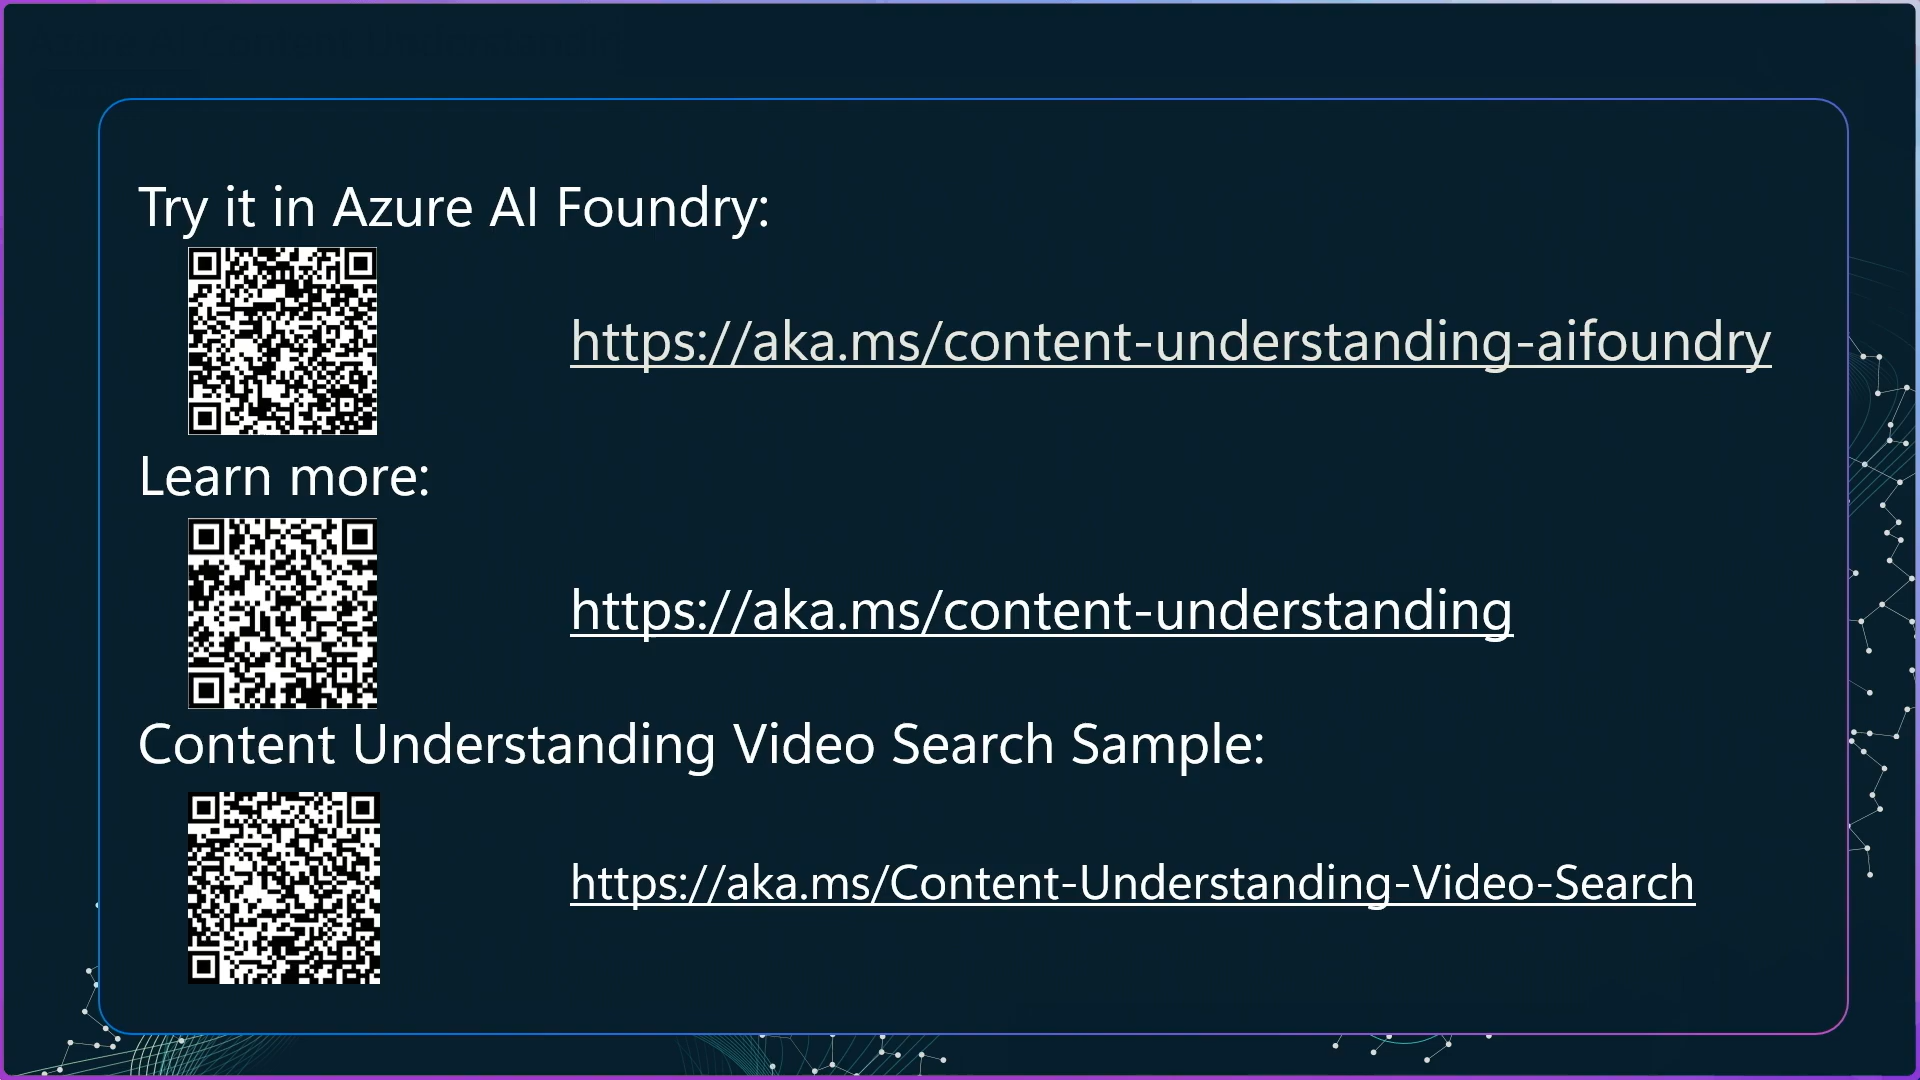 Try it in Azure AI Foundry:
https://aka.ms/content-understanding-aifoundry
Learn more:
https://aka.ms/content-understanding
Content Understanding Video Search Sample:
https://aka.ms/Content-Understanding-Video-Search